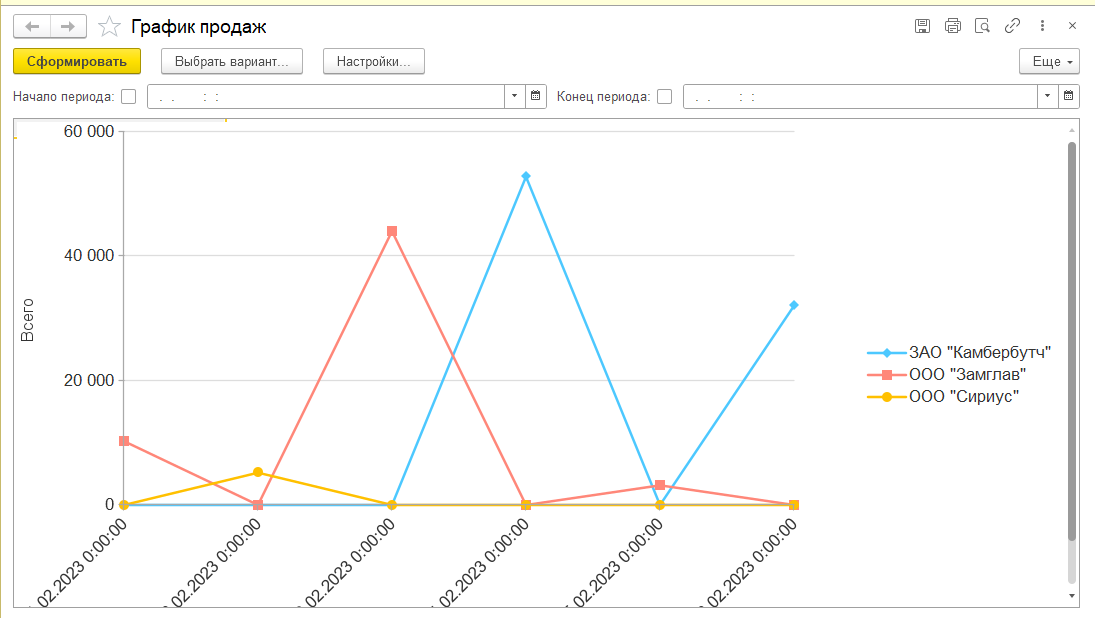 График продаж
Сформировать
Выбрать вариант...
Настройки...
Еще
Начало периода:
. .     : :
Конец периода:
. .     : :
60 000
40 000
20 000
0
Всего
ЗАО "Камбербутч"
ООО "Замглав"
ООО "Сириус"
.02.2023 0:00:00
.02.2023 0:00:00
.02.2023 0:00:00
.02.2023 0:00:00
.02.2023 0:00:00
.02.2023 0:00:00